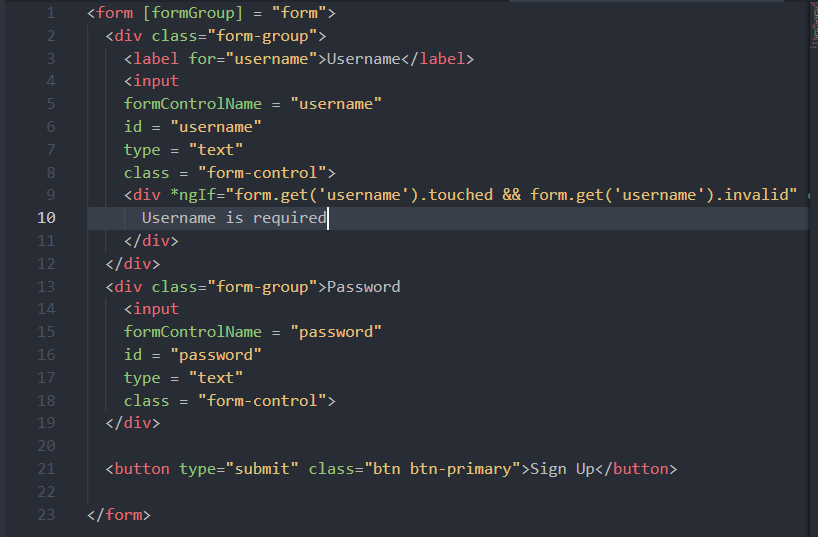 1 <form [formGroup] = "form">
2 <div class="form-group">
3 <label for="username">Username</label>
4 <input
5 formControlName = "username"
6 id = "username"
7 type = "text"
8 class = "form-control">
9 <div *ngIf="form.get('username').touched && form.get('username').invalid"
10 Username is required
11 </div>
12 </div>
13 <div class="form-group">Password
14 <input
15 formControlName = "password"
16 id = "password"
17 type = "text"
18 class = "form-control">
19 </div>
20
21 <button type="submit" class="btn btn-primary">Sign Up</button>
22
23 </form>